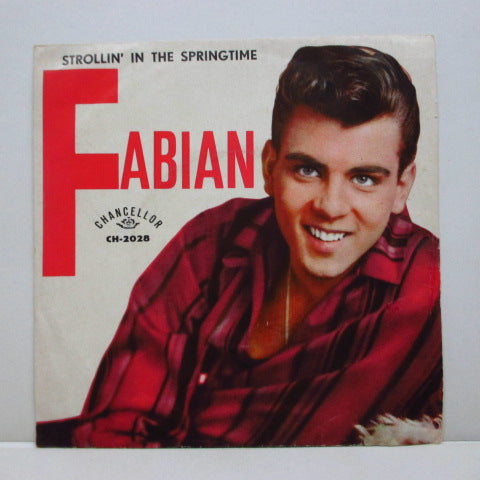 STROLLIN' IN THE SPRINGTIME
FABIAN
CHANCELLOR
CH-2028